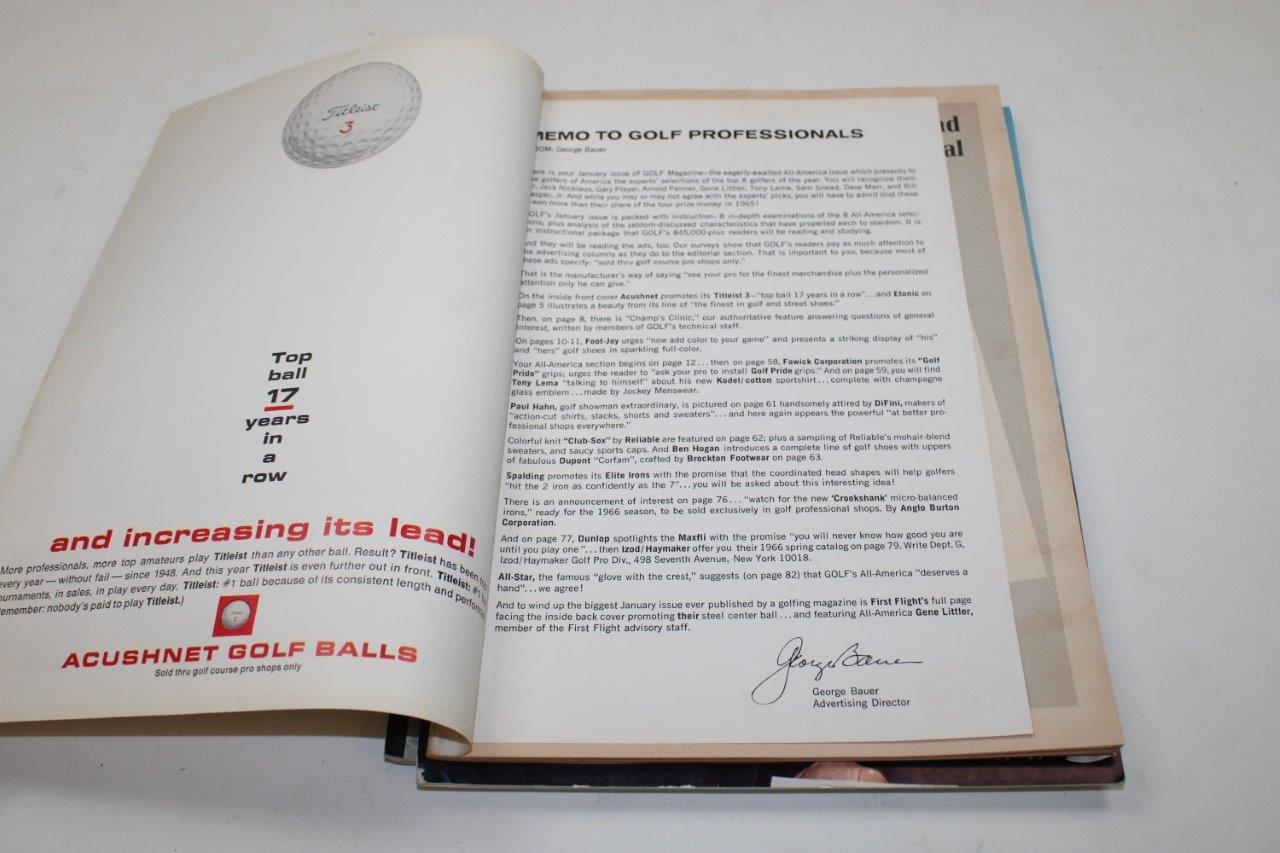 Titleist
3
Top
ball
17
years
in
a
row
and increasing its lead!
More professionals, more top amateurs play Titleist than any other ball. Result? Titleist has been
every year — without fail — since 1948. And this year Titleist is even further out in front. Titleist: #1
ournaments, in sales, in play every day. Titleist: #1 ball because of its consistent length and perform
Remember: nobody's paid to play Titleist.)
ACUSHNET GOLF BALLS
Sold thru golf course pro shops only
MEMO TO GOLF PROFESSIONALS
ROM: George Bauer
ere is your January issue of GOLF Magazine—the eagerly-awaited All-America issue which presents to
e golfers of America the experts' selections of the top 8 golfers of the year. You will recognize them
Jack Nicklaus, Gary Player, Arnold Palmer, Gene Littler, Tony Lema, Sam Snead, Dave Marr, and Bill
asper, Jr. And while you may or may not agree with the experts' picks, you will have to admit that these
won more than their share of the tour prize money in 1965!
OLF's January issue is packed with instruction: 8 in-depth examinations of the 8 All-America selec-
ons; plus analysis of the seldom-discussed characteristics that have propelled each to stardom. It is
n instructional package that GOLF's 845,000-plus readers will be reading and studying.
nd they will be reading the ads, too. Our surveys show that GOLF's readers pay as much attention to
he advertising columns as they do to the editorial section. That is important to you, because most of
hese ads specify: "sold thru golf course pro shops only."
That is the manufacturer's way of saying "see your pro for the finest merchandise plus the personalized
attention only he can give."
On the inside front cover Acushnet promotes its Titleist 3—"top ball 17 years in a row"...and Etonic on
page 5 illustrates a beauty from its line of "the finest in golf and street shoes."
Then, on page 8, there is "Champ's Clinic," our authoritative feature answering questions of general
interest, written by members of GOLF's technical staff.
On pages 10-11, Foot-Joy urges "now add color to your game" and presents a striking display of "his"
and "hers" golf shoes in sparkling full-color.
Your All-America section begins on page 12...then on page 58, Fawick Corporation promotes its "Golf
Pride" grips; urges the reader to "ask your pro to install Golf Pride grips." And on page 59, you will find
Tony Lema "talking to himself" about his new Kodel/cotton sportshirt...complete with champagne
glass emblem...made by Jockey Menswear.
Paul Hahn, golf showman extraordinary, is pictured on page 61 handsomely attired by DiFini, makers of
"action-cut shirts, slacks, shorts and sweaters"...and here again appears the powerful "at better pro-
fessional shops everywhere."
Colorful knit "Club-Sox" by Reliable are featured on page 62; plus a sampling of Reliable's mohair-blend
sweaters, and saucy sports caps. And Ben Hogan introduces a complete line of golf shoes with uppers
of fabulous Dupont "Corfam", crafted by Brockton Footwear on page 63.
Spalding promotes its Elite Irons with the promise that the coordinated head shapes will help golfers
"hit the 2 iron as confidently as the 7"...you will be asked about this interesting idea!
There is an announcement of interest on page 76..."watch for the new 'Crookshank' micro-balanced
irons," ready for the 1966 season, to be sold exclusively in golf professional shops. By Anglo Burton
Corporation.
And on page 77, Dunlop spotlights the Maxfli with the promise "you will never know how good you are
until you play one"...then Izod/Haymaker offer you their 1966 spring catalog on page 79. Write Dept. G,
Izod/Haymaker Golf Pro Div., 498 Seventh Avenue, New York 10018.
All-Star, the famous "glove with the crest," suggests (on page 82) that GOLF's All-America "deserves a
hand"...we agree!
And to wind up the biggest January issue ever published by a golfing magazine is First Flight's full page
facing the inside back cover promoting their steel center ball...and featuring All-America Gene Littler,
member of the First Flight advisory staff.
George Bauer
George Bauer
Advertising Director
nd
al